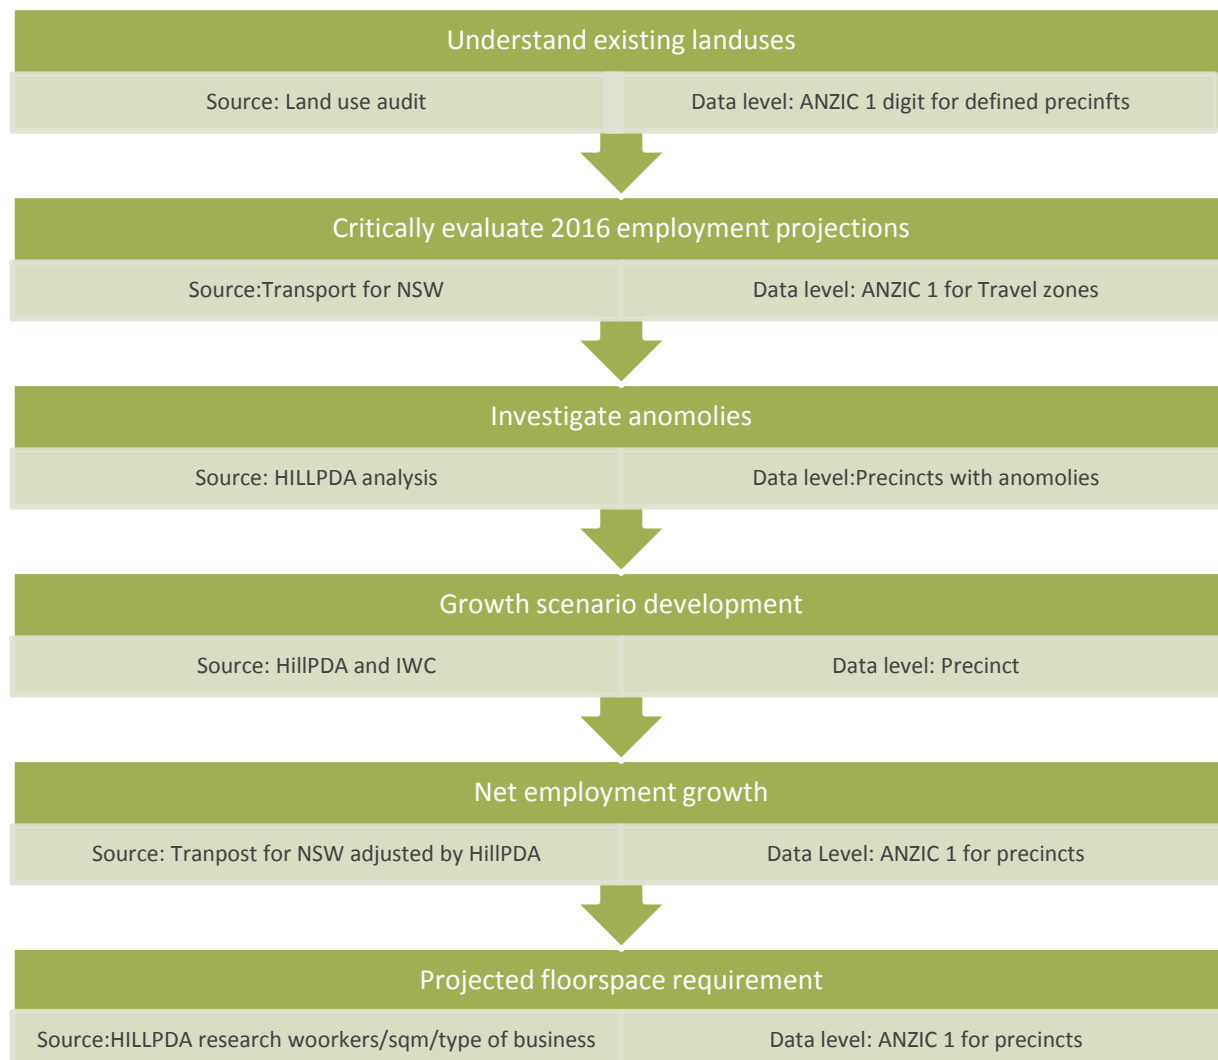 Understand existing landuses
Source: Land use audit
Data level: ANZIC 1 digit for defined precinfts
Critically evaluate 2016 employment projections
Source:Transport for NSW
Data level: ANZIC 1 for Travel zones
Investigate anomolies
Source: HILLPDA analysis
Data level:Precincts with anomolies
Growth scenario development
Source: HillPDA and IWC
Data level: Precinct
Net employment growth
Source: Tranpost for NSW adjusted by HillPDA
Data Level: ANZIC 1 for precincts
Projected floorspace requirement
Source:HILLPDA research woorkers/sqm/type of business
Data level: ANZIC 1 for precincts